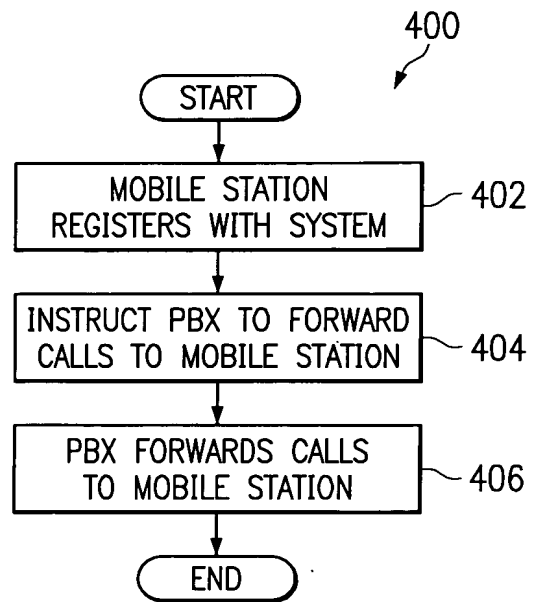 400
START
MOBILE STATION
REGISTERS WITH SYSTEM
402
INSTRUCT PBX TO FORWARD
CALLS TO MOBILE STATION
404
PBX FORWARDS CALLS
TO MOBILE STATION
406
END